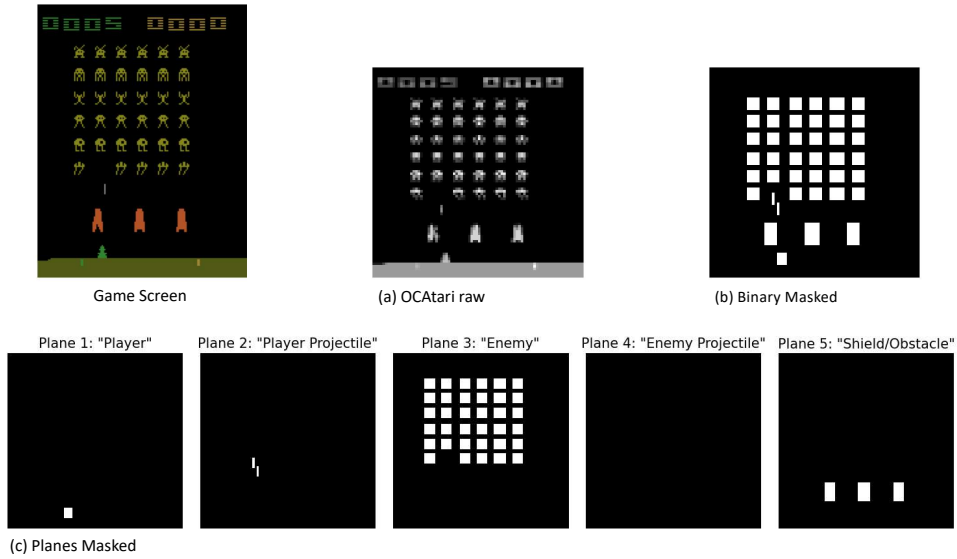 0005 0000
0005 0000
Game Screen
(a) OCAtari raw
(b) Binary Masked
Plane 1: "Player"
Plane 2: "Player Projectile"
Plane 3: "Enemy"
Plane 4: "Enemy Projectile"
Plane 5: "Shield/Obstacle"
(c) Planes Masked